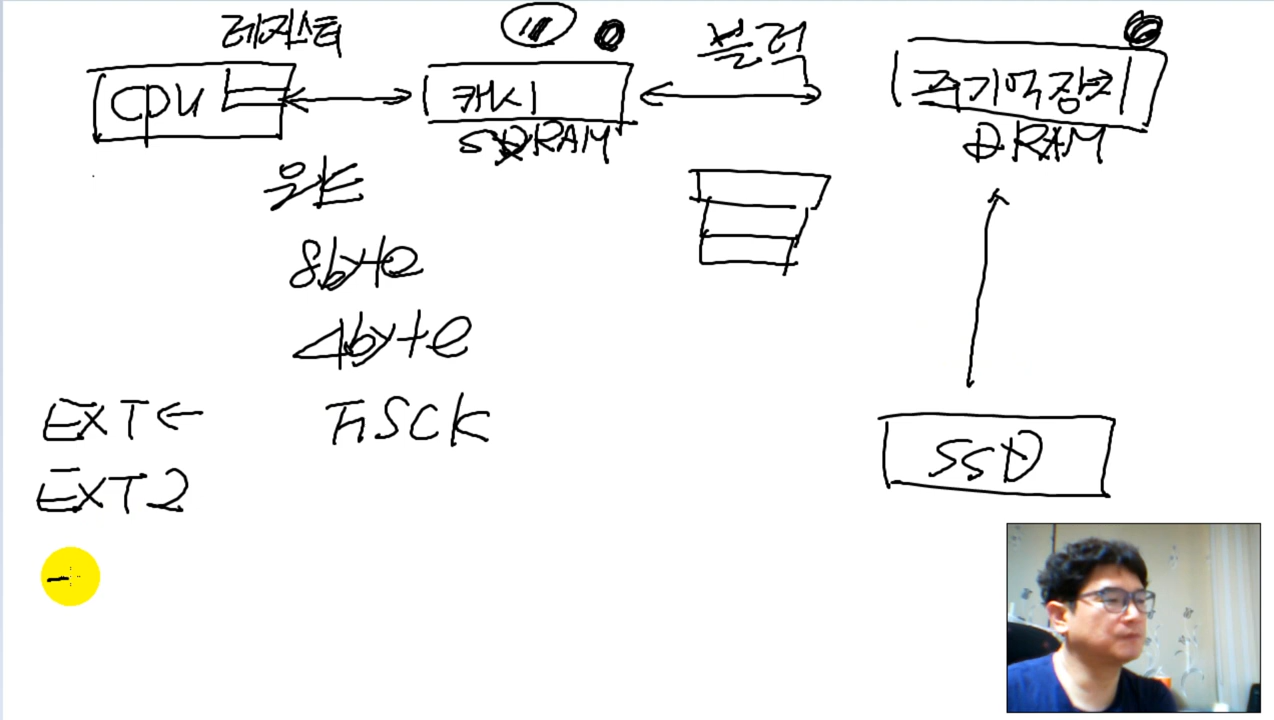 레지스터
블럭
CPU
캐시
주기억장치
SRAM
DRAM
워드
8byte
4byte
EXT←
FISCK
EXT2
SSD